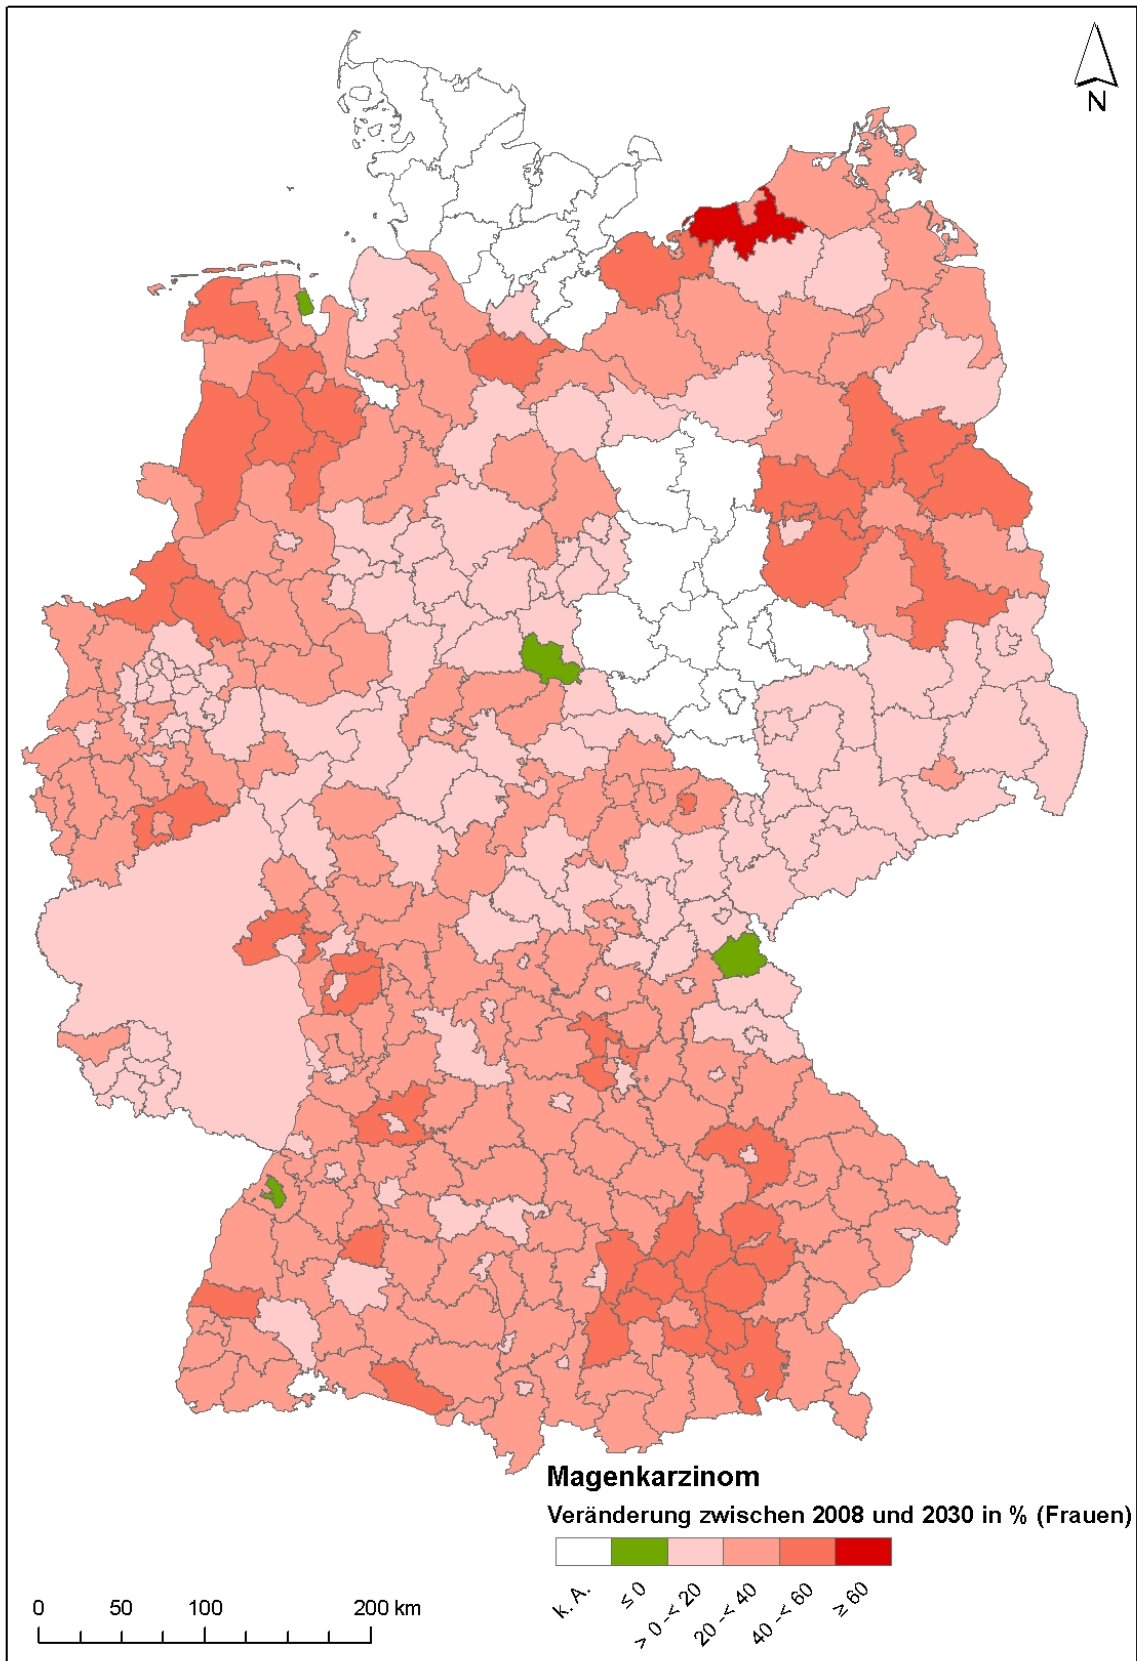 N
Magenkarzinom
Veränderung zwischen 2008 und 2030 in % (Frauen)
k. A.
≤ 0
> 0 -< 20
20 -< 40
40 -< 60
≥ 60
0 50 100 200 km